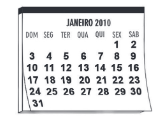 JANEIRO 2010
DOM SEG TER QUA QUI SEX SAB
1 2
3 4 5 6 7 8 9
10 11 12 13 14 15 16
17 18 19 20 21 22 23
24 25 26 27 28 29 30
31